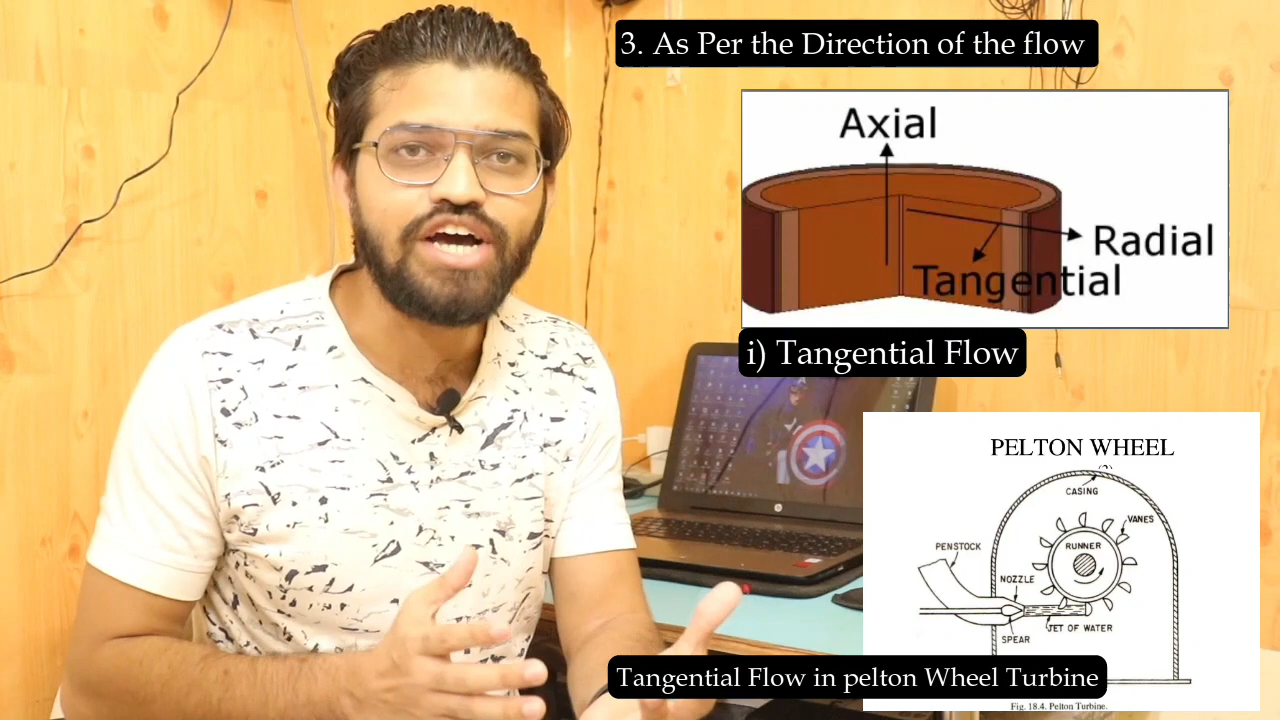 3. As Per the Direction of the flow
Axial
Radial
Tangential
i) Tangential Flow
PELTON WHEEL
CASING
VANES
PENSTOCK
RUNNER
NOZZLE
JET OF WATER
SPEAR
Tangential Flow in pelton Wheel Turbine
Fig. 18.4. Pelton Turbine.